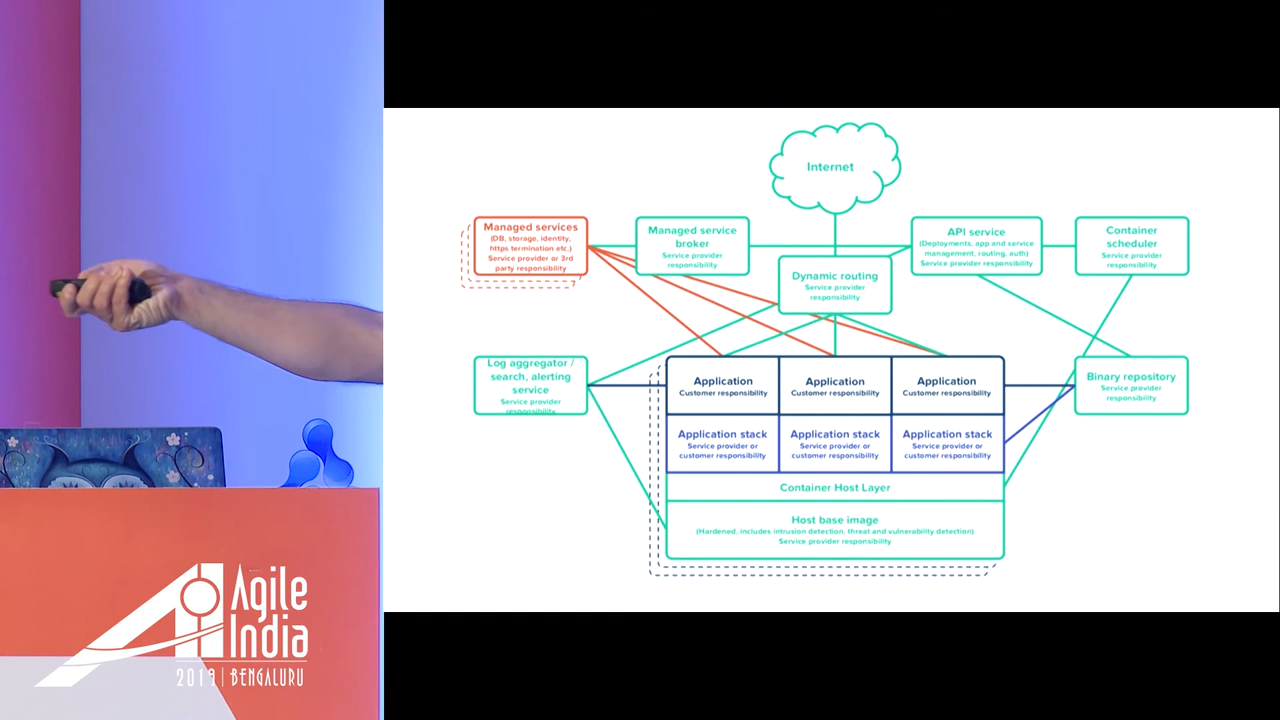 Internet
Managed services
(DB, storage, identity,
https termination etc.)
Service provider or 3rd
party responsibility
Managed service
broker
Service provider
responsibility
API service
(Deployments, app and service
management, routing, auth)
Service provider responsibility
Container
scheduler
Service provider
responsibility
Dynamic routing
Service provider
responsibility
Log aggregator /
search, alerting
service
Service provider
responsibility
Application
Customer responsibility
Application
Customer responsibility
Application
Customer responsibility
Binary repository
Service provider
responsibility
Application stack
Service provider or
customer responsibility
Application stack
Service provider or
customer responsibility
Application stack
Service provider or
customer responsibility
Container Host Layer
Host base image
(Hardened, includes intrusion detection, threat and vulnerability detection)
Service provider responsibility
Agile
India
2019 | BENGALURU